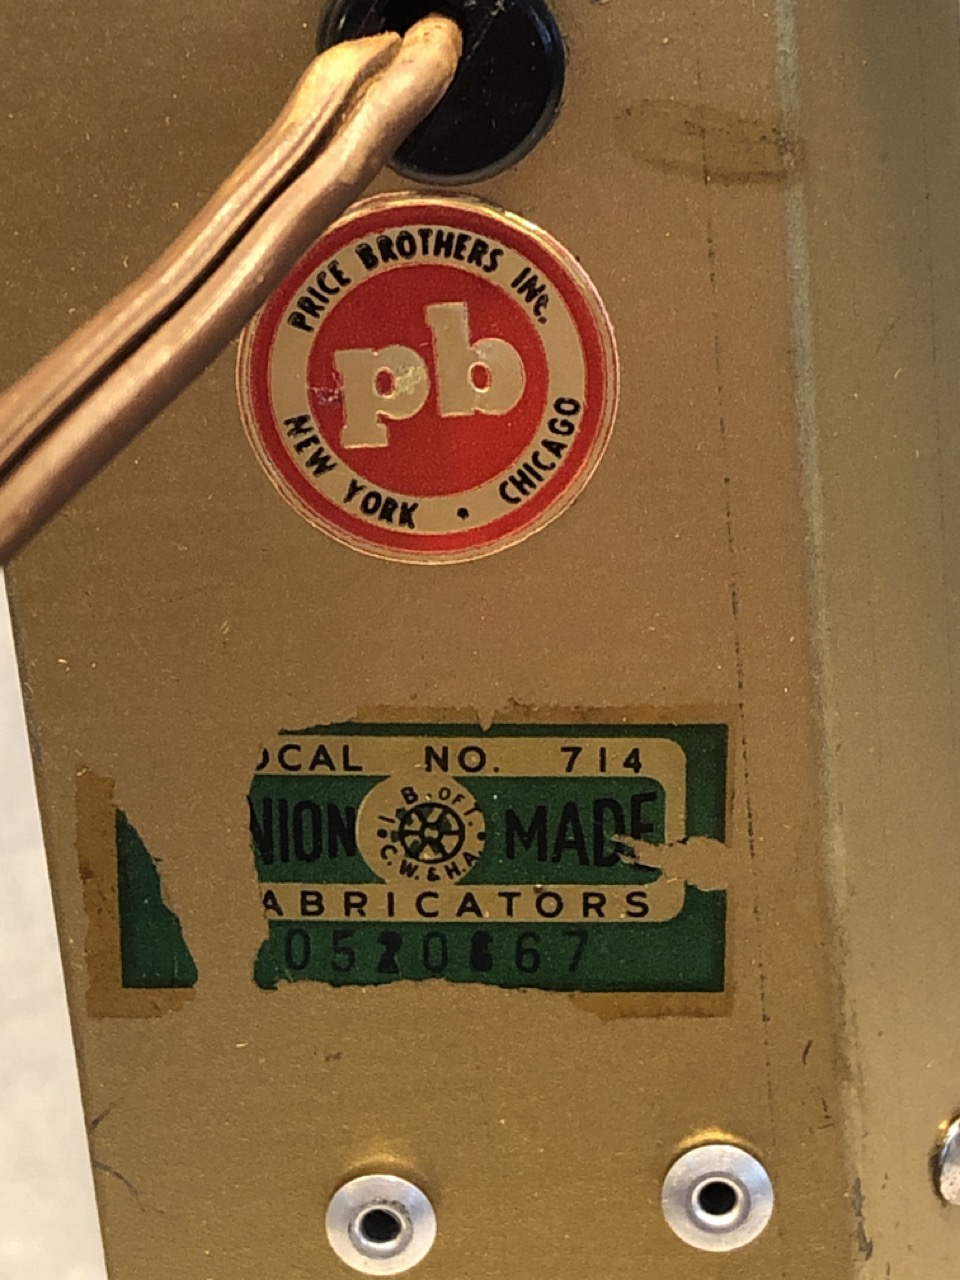 PRICE BROTHERS INC.
pb
NEW YORK • CHICAGO
OCAL NO. 714
NION MADE
I. B. OF T.
C. W. & H. A.
ABRICATORS